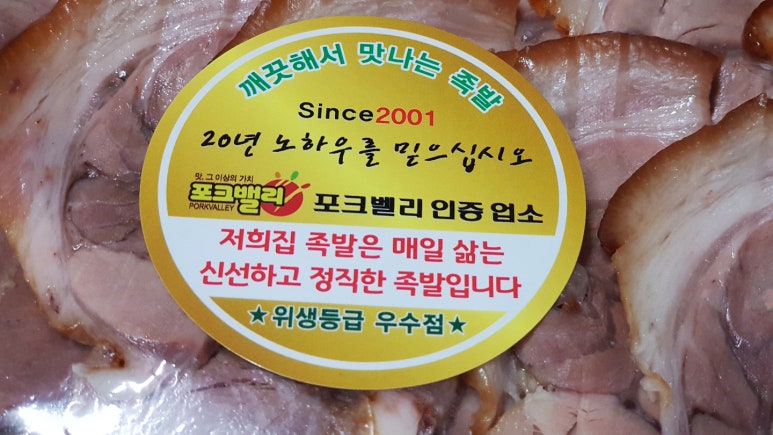 깨끗해서 맛나는 족발
Since2001
20년 노하우를 믿으십시오
맛, 그 이상의 가치
포크밸리
PORKVALLEY
포크벨리 인증 업소
저희집 족발은 매일 삶는
신선하고 정직한 족발입니다
★위생등급 우수점★